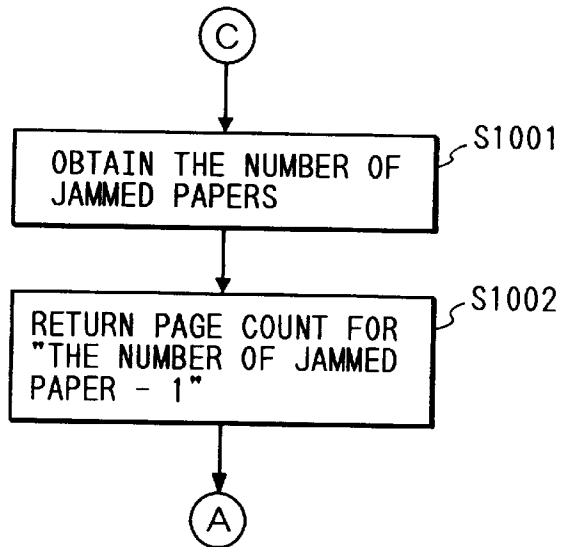 C
OBTAIN THE NUMBER OF
JAMMED PAPERS
S1001
RETURN PAGE COUNT FOR
"THE NUMBER OF JAMMED
PAPER - 1"
S1002
A